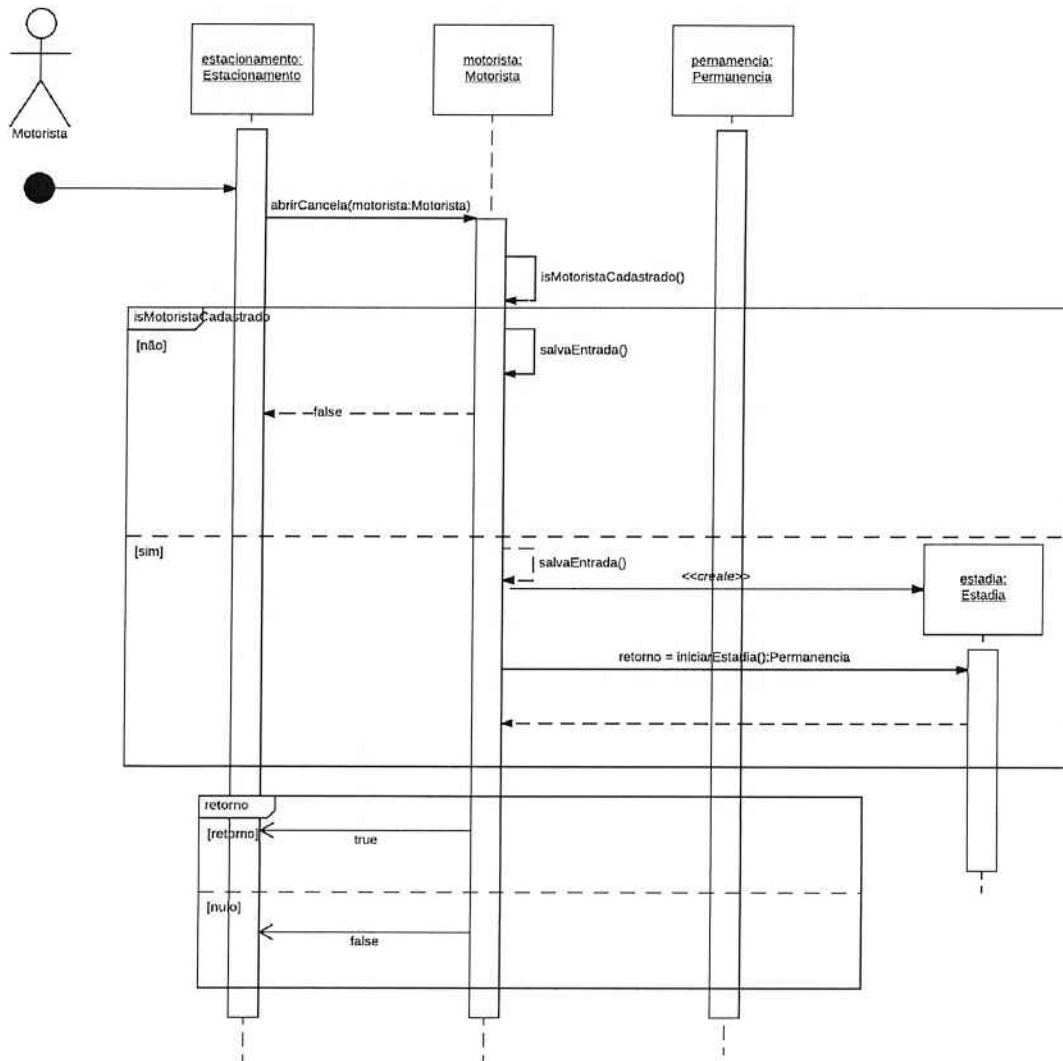 Motorista
estacionamento:
Estacionamento
motorista:
Motorista
pernamencia:
Permanencia
abrirCancela(motorista:Motorista)
isMotoristaCadastrado()
isMotoristaCadastrado
[não]
salvaEntrada()
false
[sim]
salvaEntrada()
<<create>>
estadia:
Estadia
retorno = iniciarEstadia():Permanencia
retorno
[retorno]
true
[nulo]
false